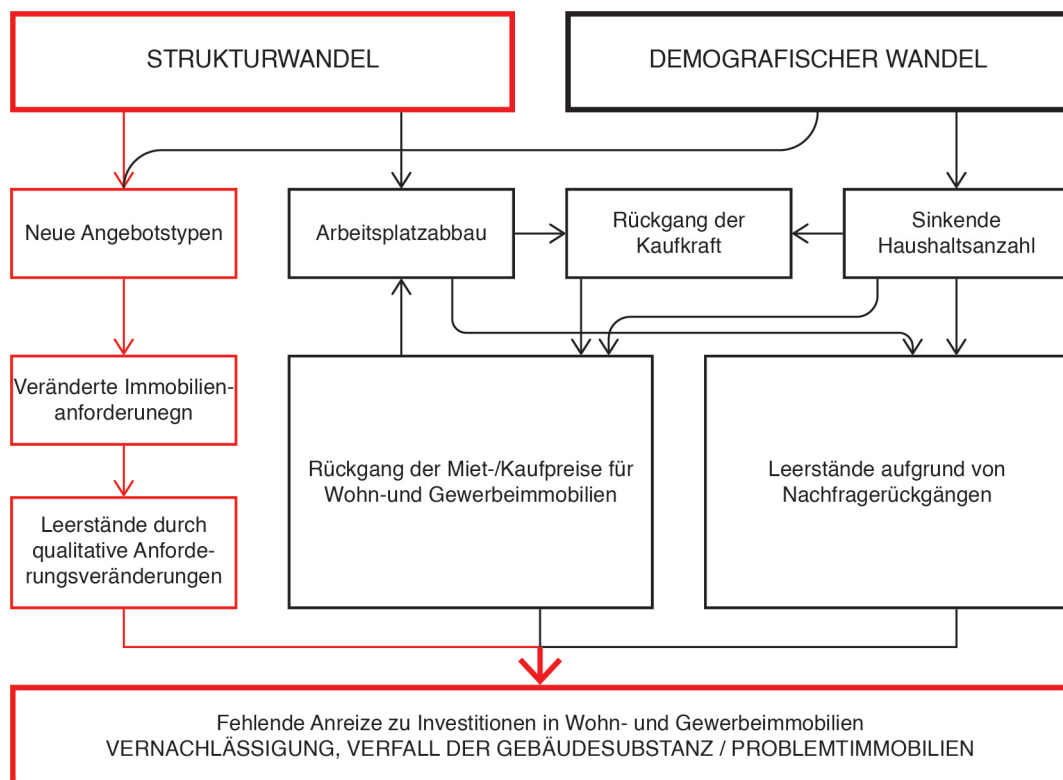 STRUKTURWANDEL
DEMOGRAFISCHER WANDEL
Neue Angebotstypen
Arbeitsplatzabbau
Rückgang der
Kaufkraft
Sinkende
Haushaltsanzahl
Veränderte Immobilien-
anforderunegn
Rückgang der Miet-/Kaufpreise für
Wohn-und Gewerbeimmobilien
Leerstände aufgrund von
Nachfragerückgängen
Leerstände durch
qualitative Anforde-
rungsveränderungen
Fehlende Anreize zu Investitionen in Wohn- und Gewerbeimmobilien
VERNACHLÄSSIGUNG, VERFALL DER GEBÄUDESUBSTANZ / PROBLEMTIMMOBILIEN